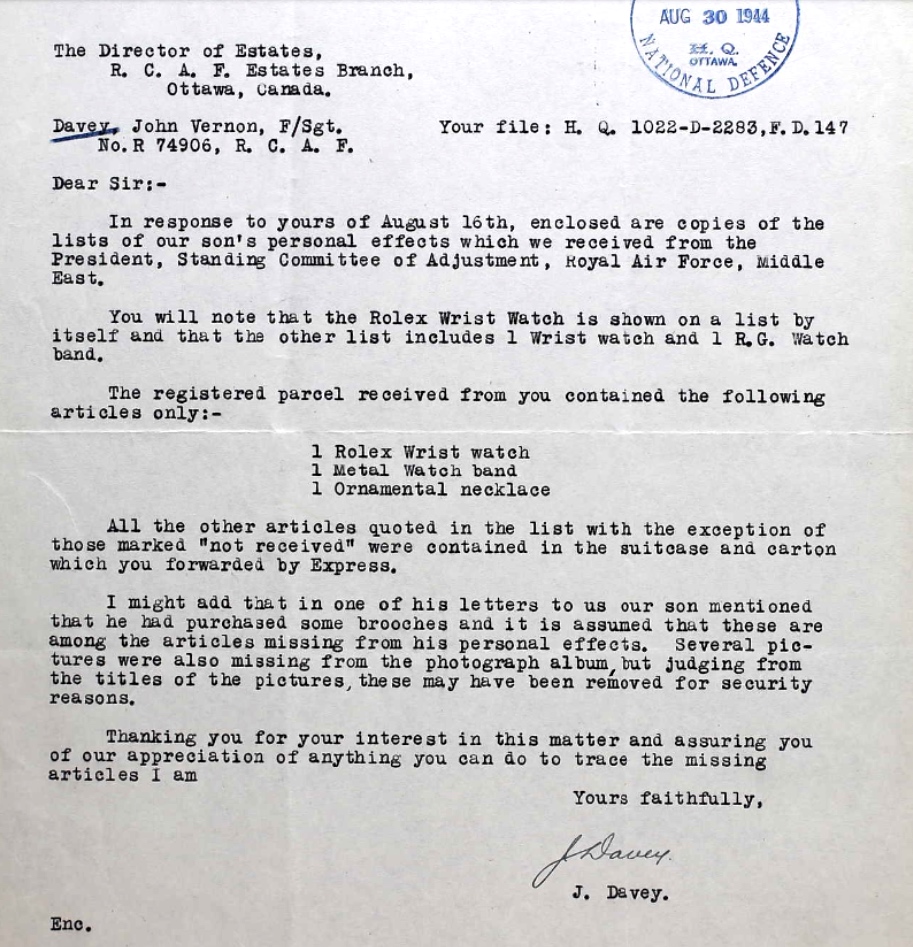 AUG 30 1944
H. Q.
OTTAWA.
NATIONAL DEFENCE
The Director of Estates,
R. C. A. F. Estates Branch,
Ottawa, Canada.
Davey, John Vernon, F/Sgt. Your file: H. Q. 1022-D-2283,F.D.147
No.R 74906, R. C. A. F.
Dear Sir:-
In response to yours of August 16th, enclosed are copies of the
lists of our son's personal effects which we received from the
President, Standing Committee of Adjustment, Royal Air Force, Middle
East.
You will note that the Rolex Wrist Watch is shown on a list by
itself and that the other list includes 1 Wrist watch and 1 R.G. Watch
band.
The registered parcel received from you contained the following
articles only:-
1 Rolex Wrist watch
1 Metal Watch band
1 Ornamental necklace
All the other articles quoted in the list with the exception of
those marked "not received" were contained in the suitcase and carton
which you forwarded by Express.
I might add that in one of his letters to us our son mentioned
that he had purchased some brooches and it is assumed that these are
among the articles missing from his personal effects. Several pic-
tures were also missing from the photograph album, but judging from
the titles of the pictures, these may have been removed for security
reasons.
Thanking you for your interest in this matter and assuring you
of our appreciation of anything you can do to trace the missing
articles I am
Yours faithfully,
J. Davey.
J. Davey.
Enc.